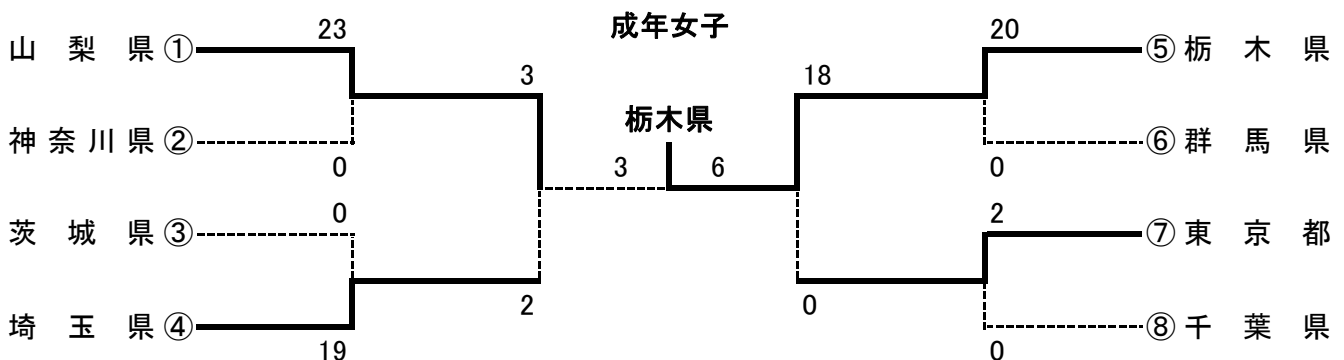 成年女子
23
20
山梨県 ① ⑤ 栃木県
3
18
栃木県
神奈川県 ② ⑥ 群馬県
0
3
6
0
0
2
茨城県 ③ ⑦ 東京都
2
0
埼玉県 ④ ⑧ 千葉県
19
0